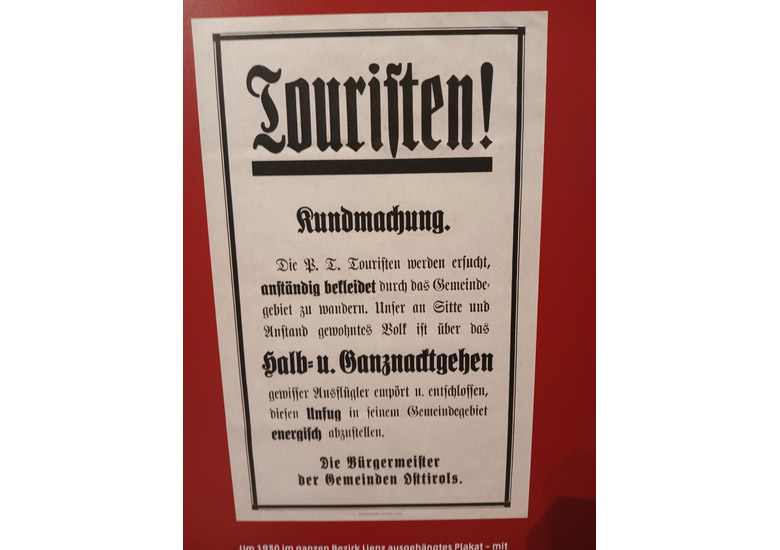 Touristen!
Kundmachung.
Die P. T. Touristen werden ersucht,
anständig bekleidet durch das Gemeinde-
gebiet zu wandern. Unser an Sitte und
Anstand gewohntes Volk ist über das
Halb- u. Ganznacktgehen
gewisser Ausflügler empört u. entschlossen,
diesen Unfug in seinem Gemeindegebiet
energisch abzustellen.
Die Bürgermeister
der Gemeinden Osttirols.
Um 1930 im ganzen Bezirk Lienz ausgehängtes Plakat – mit